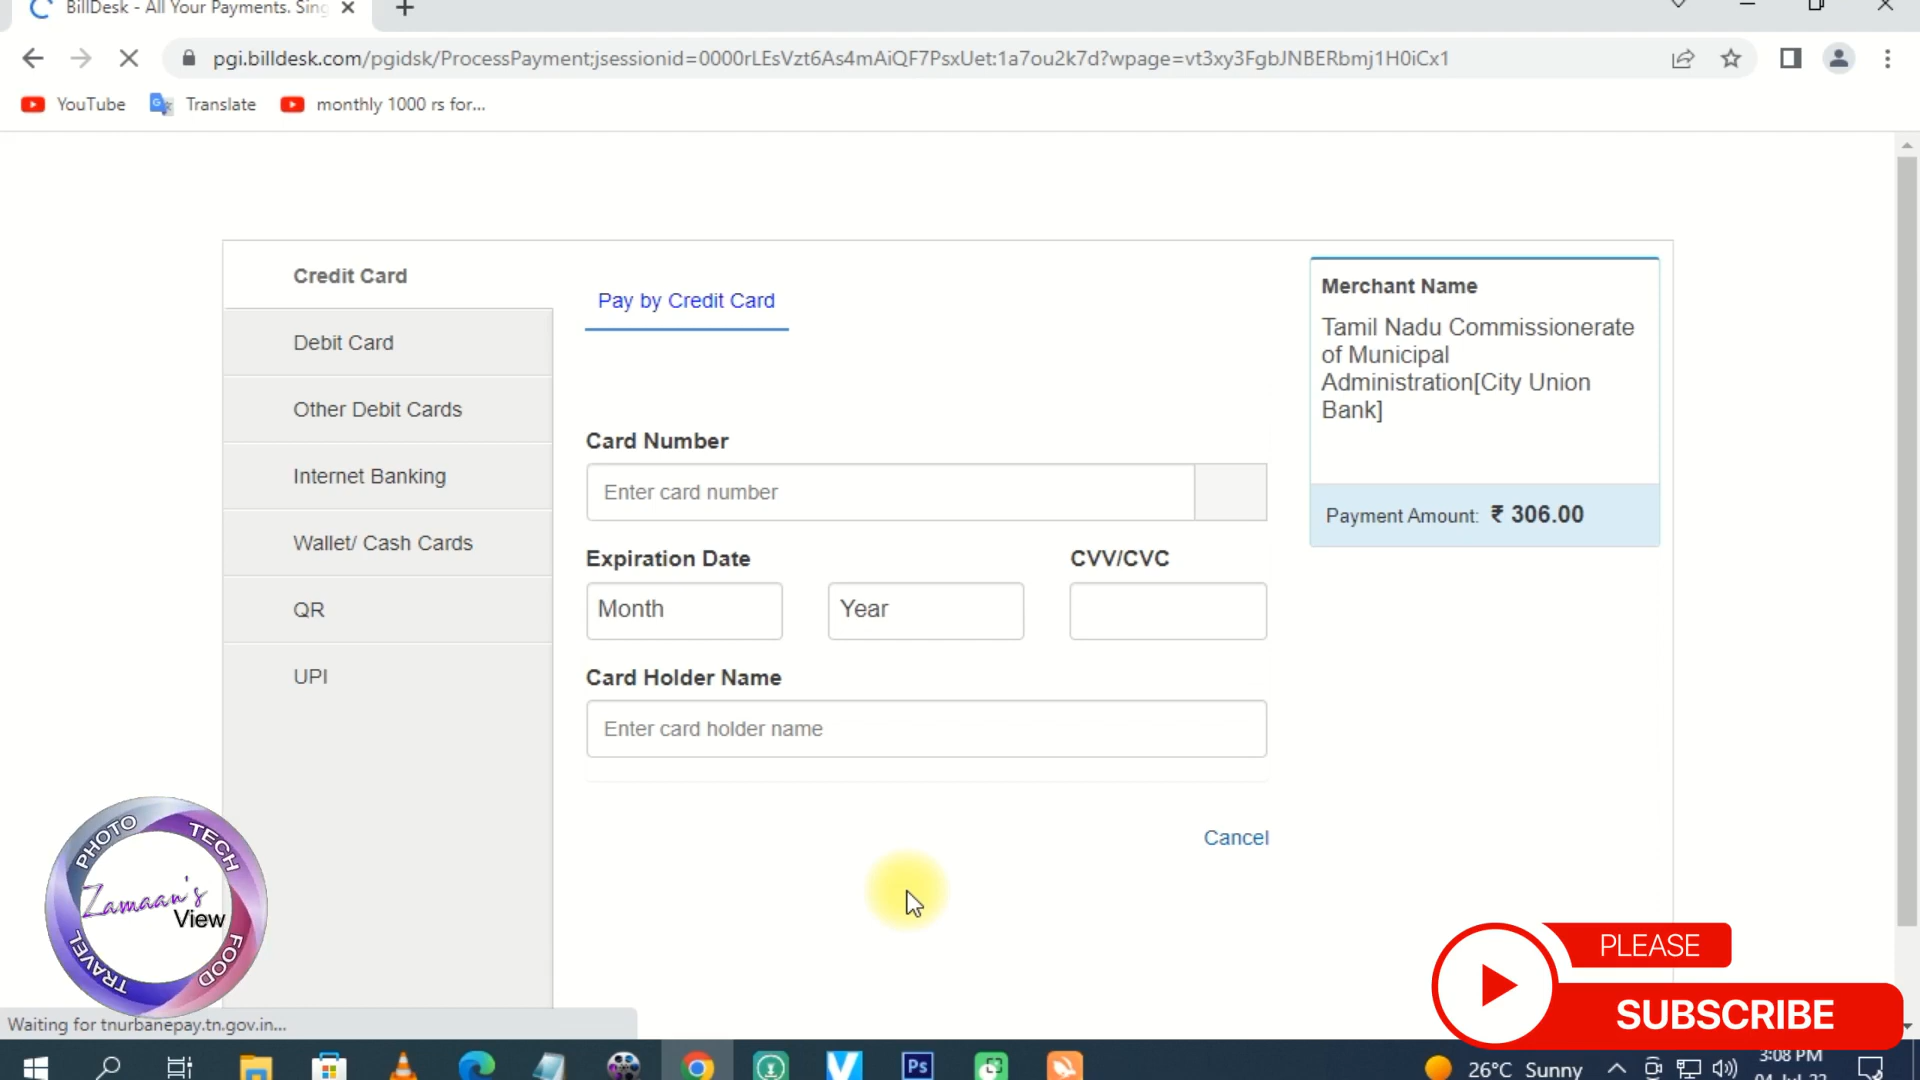 BillDesk - All Your Payments. Sing
pgi.billdesk.com/pgidsk/ProcessPayment;jsessionid=0000rLEsVzt6As4mAiQF7PsxUet:1a7ou2k7d?wpage=vt3xy3FgbJNBERbmj1H0iCx1
YouTube Translate monthly 1000 rs for...
Credit Card
Debit Card
Other Debit Cards
Internet Banking
Wallet/ Cash Cards
QR
UPI
Pay by Credit Card
Card Number
Enter card number
Expiration Date CVV/CVC
Month Year
Card Holder Name
Enter card holder name
Cancel
Merchant Name
Tamil Nadu Commissionerate
of Municipal
Administration[City Union
Bank]
Payment Amount: ₹ 306.00
PHOTO TECH
Zamaan's
View
TRAVEL FOOD
PLEASE
SUBSCRIBE
Waiting for tnurbanepay.tn.gov.in...
Ps
26°C Sunny
3:08 PM